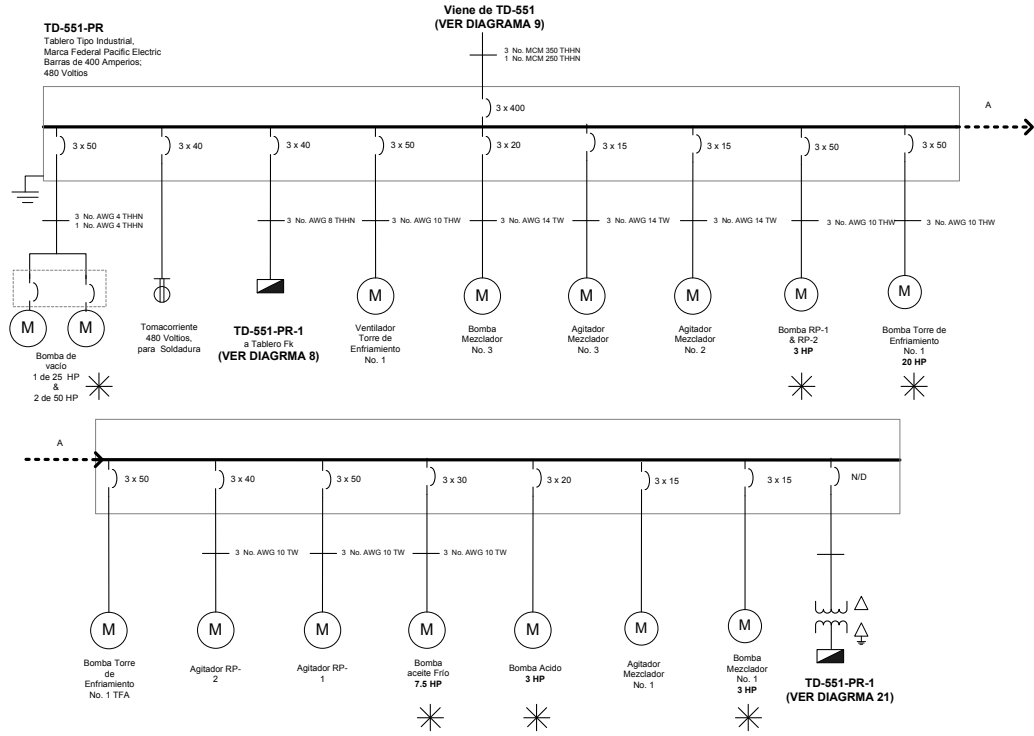 Viene de TD-551
(VER DIAGRAMA 9)
TD-551-PR
Tablero Tipo Industrial,
Marca Federal Pacific Electric
Barras de 400 Amperios;
480 Voltios
3 No. MCM 350 THHN
1 No. MCM 250 THHN
3 x 400
A
3 x 50
3 x 40
3 x 40
3 x 50
3 x 20
3 x 15
3 x 15
3 x 50
3 x 50
3 No. AWG 4 THHN
1 No. AWG 4 THHN
3 No. AWG 8 THHN
3 No. AWG 10 THW
3 No. AWG 14 TW
3 No. AWG 14 TW
3 No. AWG 14 TW
3 No. AWG 10 THW
3 No. AWG 10 THW
M
M
M
M
M
M
M
M
Bomba de
vacío
1 de 25 HP
&
2 de 50 HP
Tomacorriente
480 Voltios,
para Soldadura
TD-551-PR-1
a Tablero Fk
(VER DIAGRMA 8)
Ventilador
Torre de
Enfriamiento
No. 1
Bomba
Mezclador
No. 3
Agitador
Mezclador
No. 3
Agitador
Mezclador
No. 2
Bomba RP-1
& RP-2
3 HP
Bomba Torre de
Enfriamiento
No. 1
20 HP
A
3 x 50
3 x 40
3 x 50
3 x 30
3 x 20
3 x 15
3 x 15
N/D
3 No. AWG 10 TW
3 No. AWG 10 TW
3 No. AWG 10 TW
M
M
M
M
M
M
M
Bomba Torre
de
Enfriamiento
No. 1 TFA
Agitador RP-
2
Agitador RP-
1
Bomba
aceite Frío
7.5 HP
Bomba Acido
3 HP
Agitador
Mezclador
No. 1
Bomba
Mezclador
No. 1
3 HP
TD-551-PR-1
(VER DIAGRMA 21)